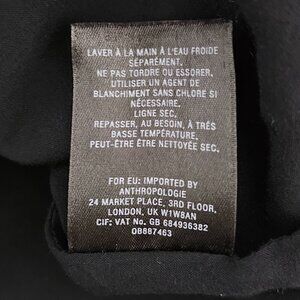 LAVER À LA MAIN À L'EAU FROIDE
SÉPARÉMENT.
NE PAS TORDRE OU ESSORER.
UTILISER UN AGENT DE
BLANCHIMENT SANS CHLORE SI
NÉCESSAIRE.
LIGNE SEC.
REPASSER, AU BESOIN, À TRÈS
BASSE TEMPÉRATURE.
PEUT-ÊTRE ÊTRE NETTOYÉE SEC.
FOR EU: IMPORTED BY
ANTHROPOLOGIE
24 MARKET PLACE, 3RD FLOOR,
LONDON, UK W1W8AN
CIF: VAT No. GB 684936382
OB887463